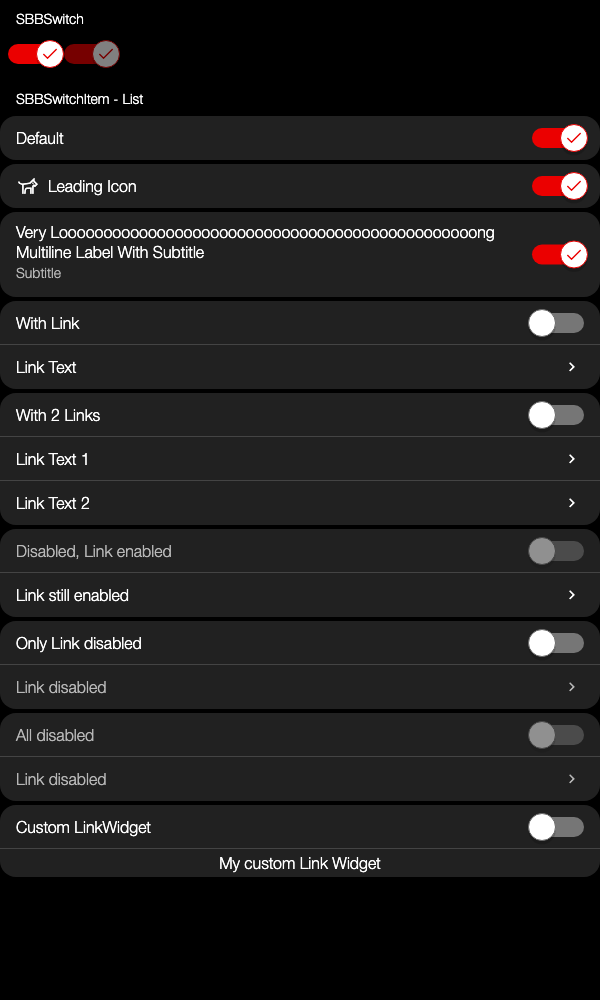 SBBSwitch
SBBSwitchItem - List
Default
Leading Icon
Very Looooooooooooooooooooooooooooooooooooooooooooooong
Multiline Label With Subtitle
Subtitle
With Link
Link Text
With 2 Links
Link Text 1
Link Text 2
Disabled, Link enabled
Link still enabled
Only Link disabled
Link disabled
All disabled
Link disabled
Custom LinkWidget
My custom Link Widget